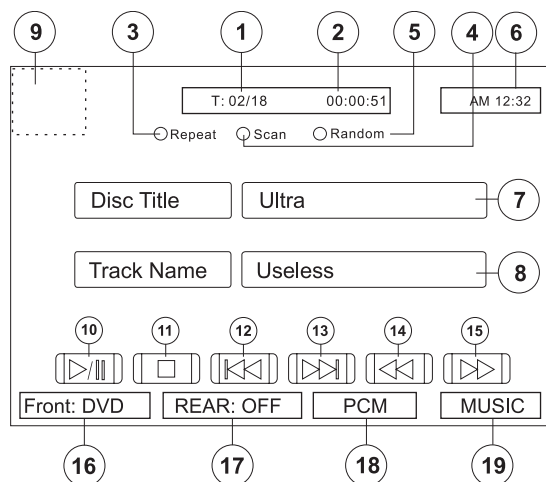 9 3 1 2 5 4 6
T: 02/18 00:00:51
AM 12:32
Repeat Scan Random
Disc Title Ultra 7
Track Name Useless 8
10 11 12 13 14 15
Front: DVD REAR: OFF PCM MUSIC
16 17 18 19